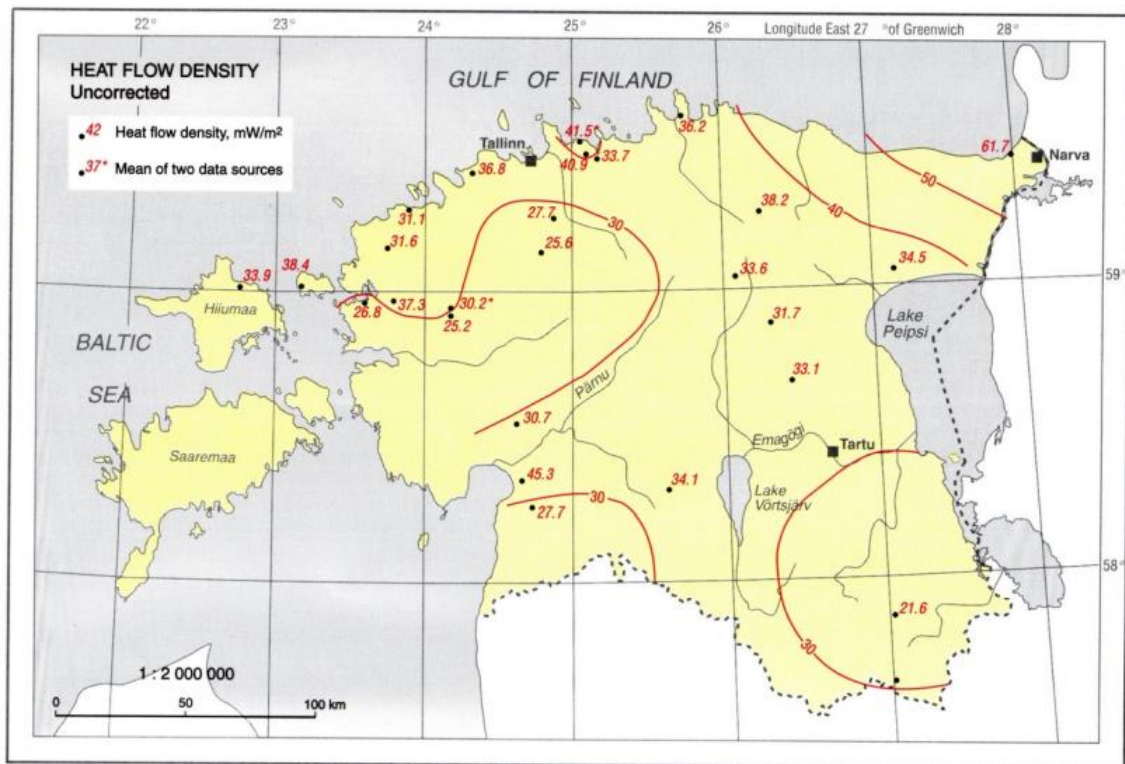 22°
23°
24°
25°
26°
Longitude East 27 °of Greenwich
28°
HEAT FLOW DENSITY
Uncorrected
42 Heat flow density, mW/m²
37* Mean of two data sources
GULF OF FINLAND
Tallinn
41.5*
40.9
33.7
36.2
61.7
Narva
50
40
36.8
38.2
31.1
27.7
30
31.6
25.6
34.5
59°
33.9
38.4
33.6
Hiiumaa
26.8
37.3
30.2*
25.2
31.7
Lake
Peipsi
BALTIC
SEA
33.1
Pärnu
30.7
Emagögi
Tartu
Saaremaa
45.3
34.1
Lake
Võrtsjärv
27.7
30
58°
21.6
30
1 : 2 000 000
0 50 100 km